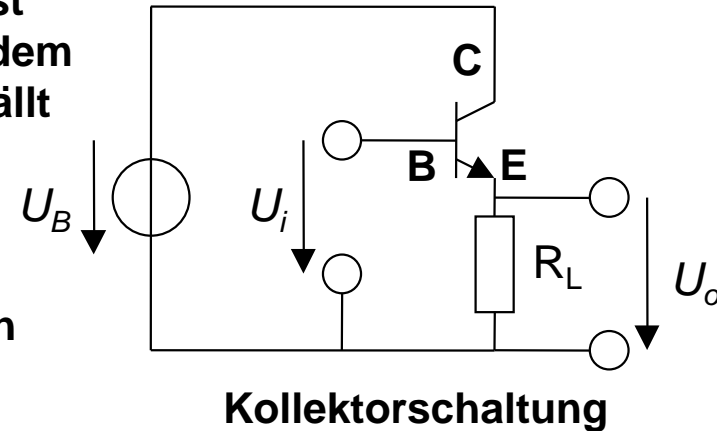 st
dem
ällt
n
C
B
E
U_B
U_i
R_L
U_o
Kollektorschaltung